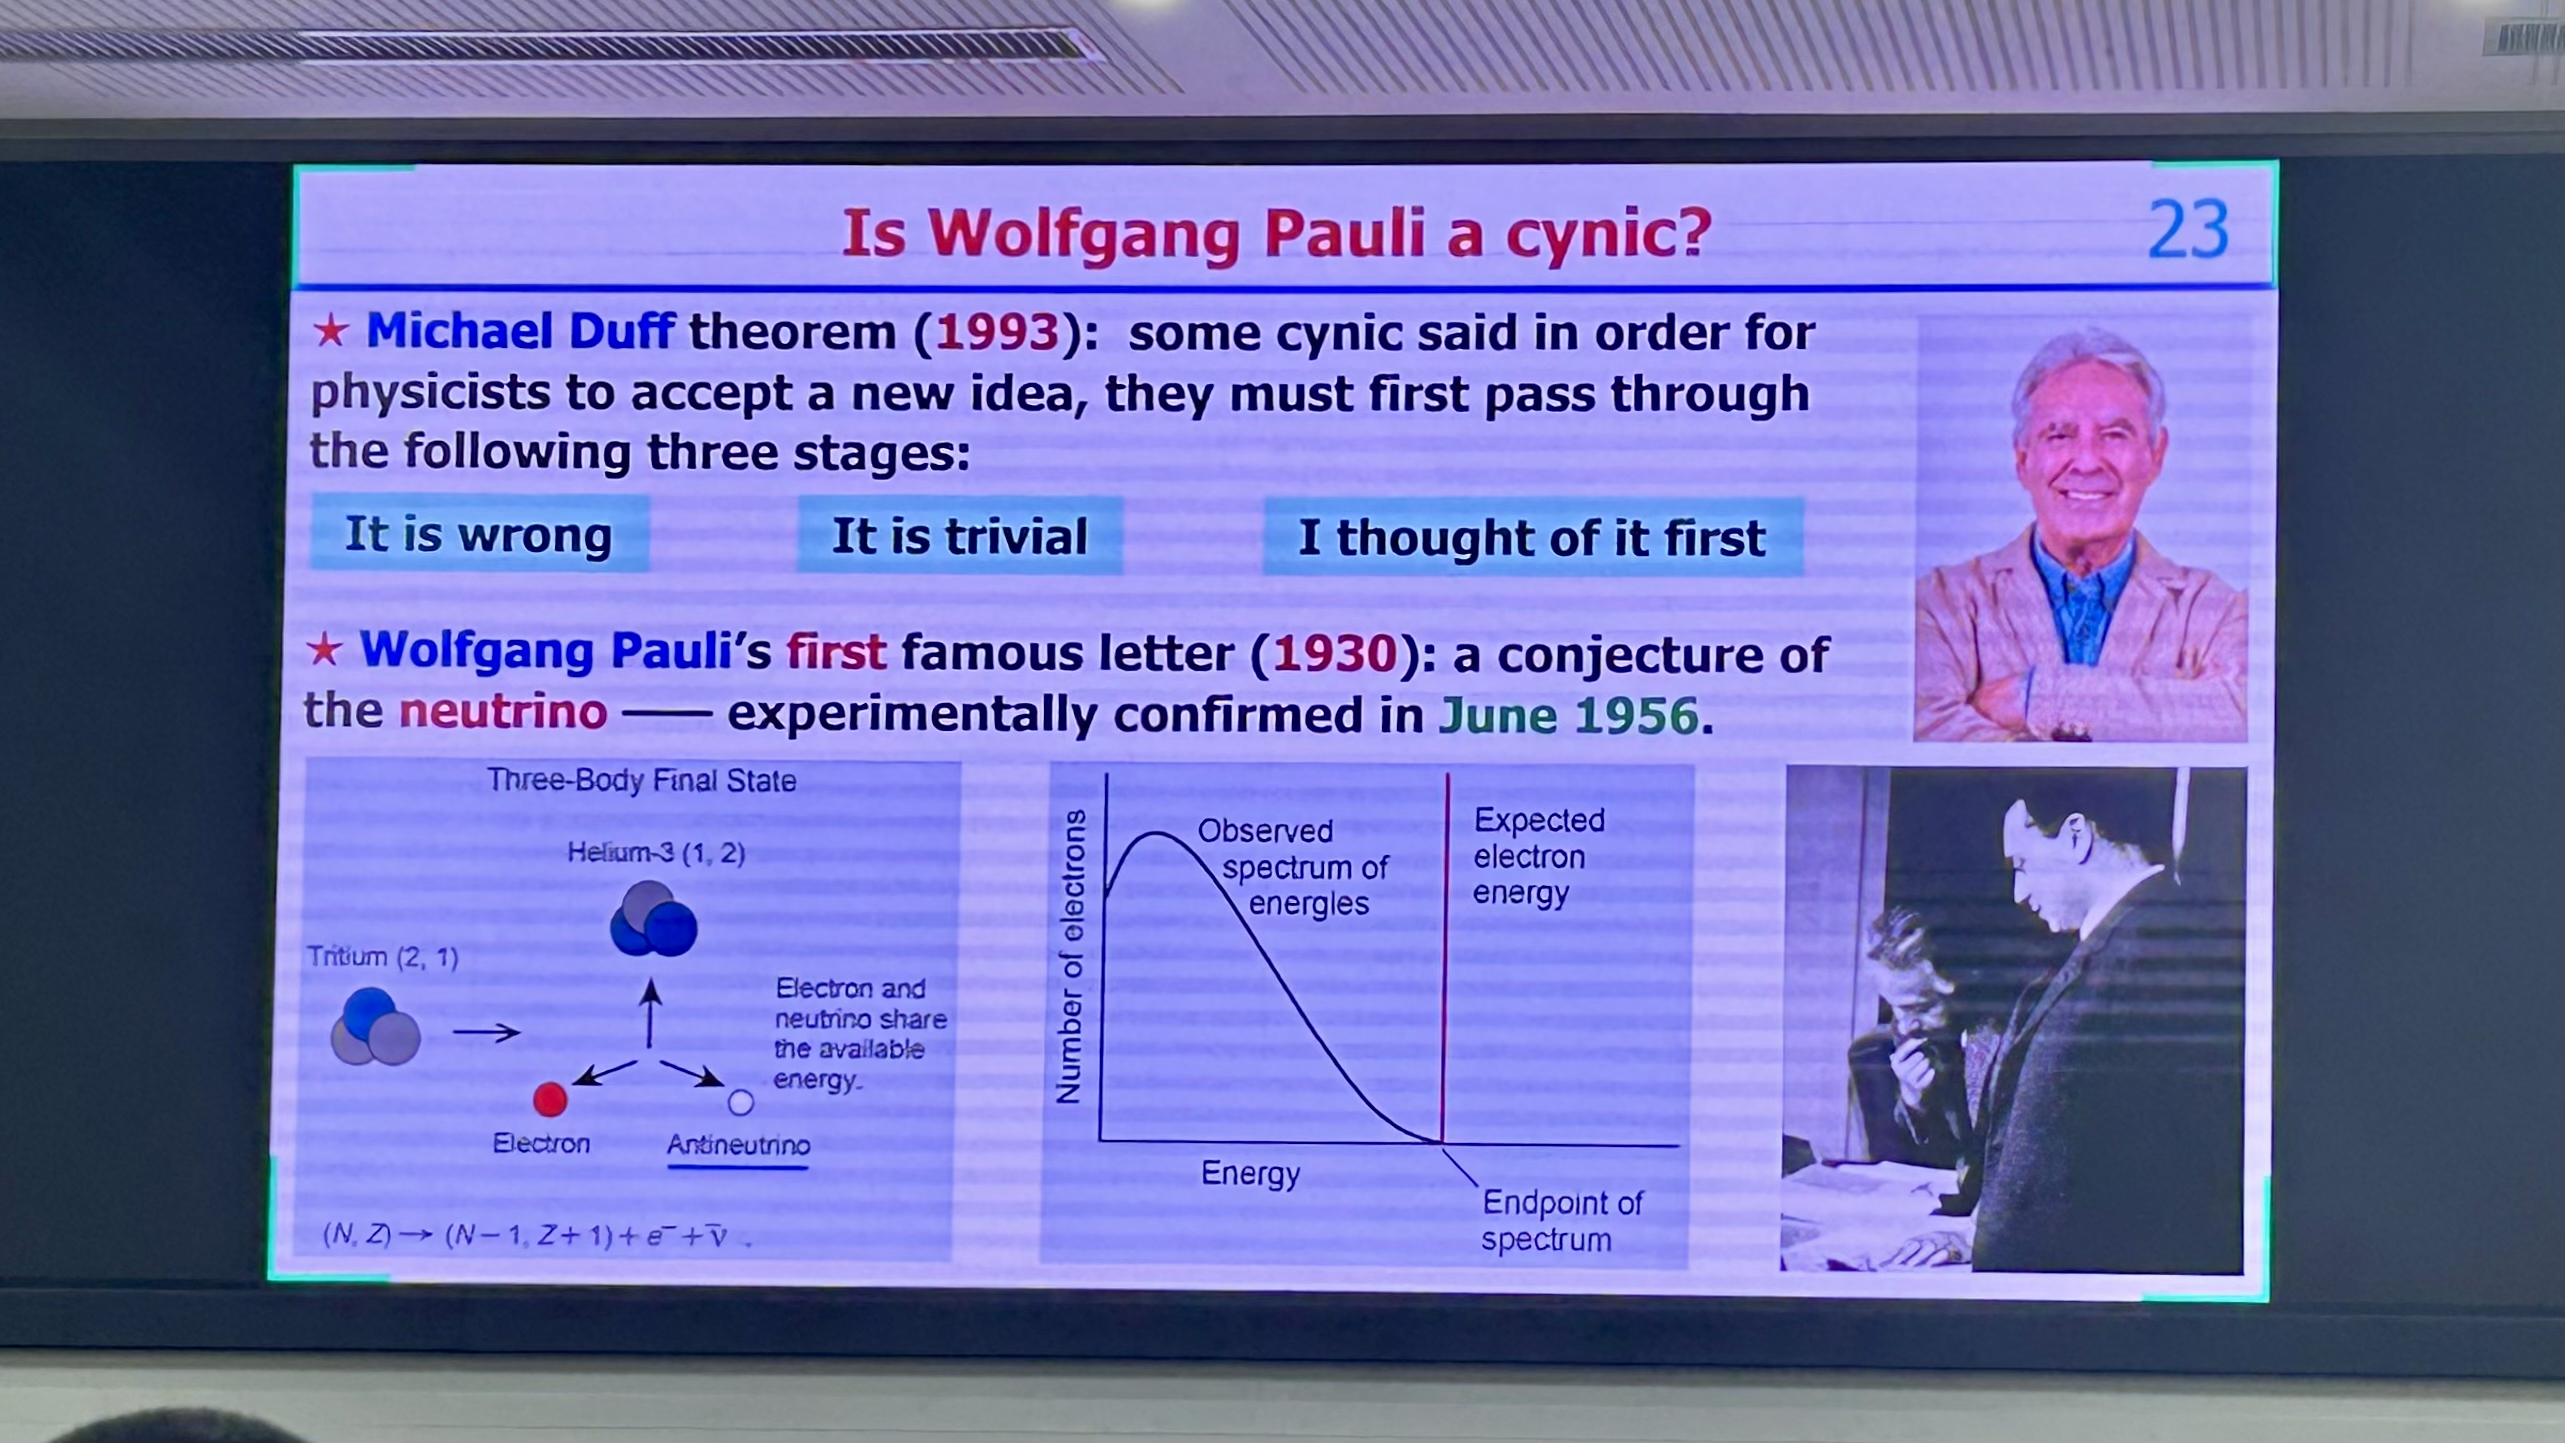 Is Wolfgang Pauli a cynic?
23
★ Michael Duff theorem (1993): some cynic said in order for
physicists to accept a new idea, they must first pass through
the following three stages:
It is wrong
It is trivial
I thought of it first
★ Wolfgang Pauli’s first famous letter (1930): a conjecture of
the neutrino —— experimentally confirmed in June 1956.
Three-Body Final State
Helium-3 (1, 2)
Tritium (2, 1)
Electron and
neutrino share
the available
energy.
Electron
Antineutrino
(N, Z) → (N − 1, Z + 1) + e⁻ + ν̄ .
Number of electrons
Observed
spectrum of
energies
Expected
electron
energy
Energy
Endpoint of
spectrum